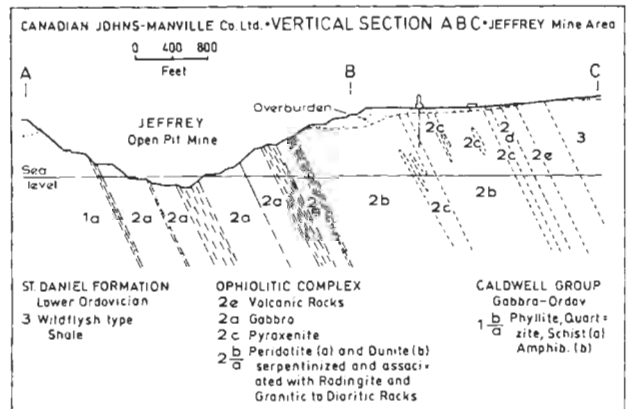 CANADIAN JOHNS-MANVILLE Co. Ltd. • VERTICAL SECTION ABC • JEFFREY Mine Area
0 400 800
Feet
A B C
Overburden
JEFFREY
Open Pit Mine
Sea
level
1a 2a 2a 2a 2a 2b 2c 2c 2c 2d 2c 2b 2e 3
ST. DANIEL FORMATION
Lower Ordovician
3 Wildflysh type
Shale
OPHIOLITIC COMPLEX
2e Volcanic Rocks
2a Gabbro
2c Pyroxenite
2 b/a Peridotite (a) and Dunite (b)
serpentinized and associ-
ated with Rodingite and
Granitic to Dioritic Rocks
CALDWELL GROUP
Gabbra-Ordov
1 b/a Phyllite, Quart=
zite, Schist (a)
Amphib. (b)